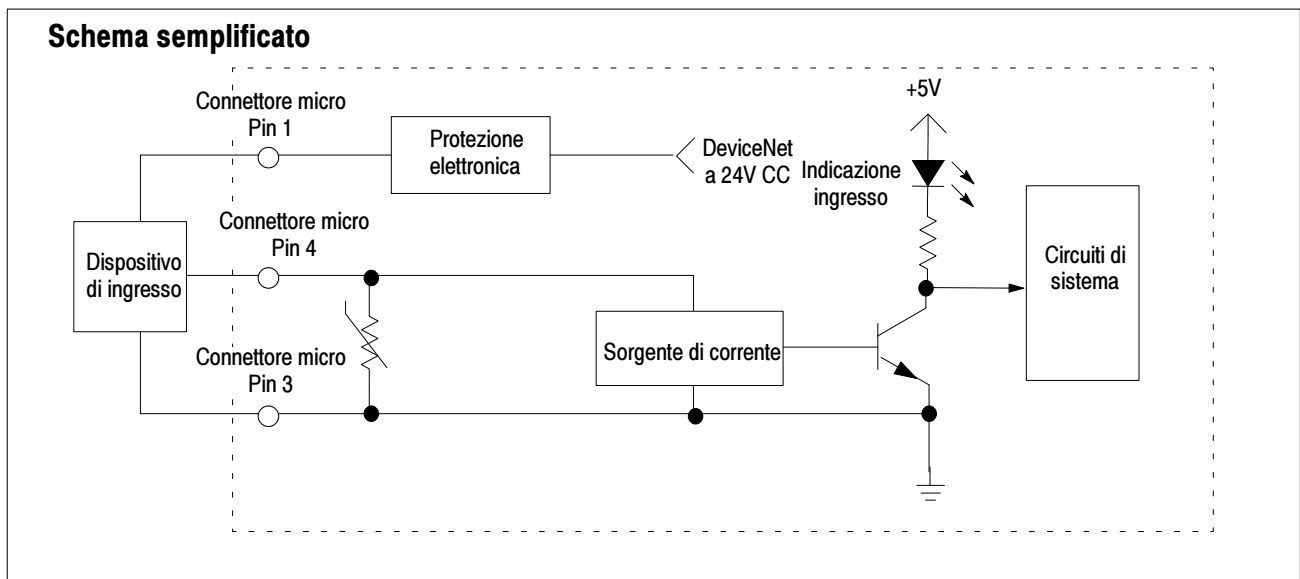 Schema semplificato
Connettore micro
Pin 1
Protezione
elettronica
DeviceNet
a 24V CC
+5V
Indicazione
ingresso
Connettore micro
Pin 4
Dispositivo
di ingresso
Circuiti di
sistema
Sorgente di corrente
Connettore micro
Pin 3